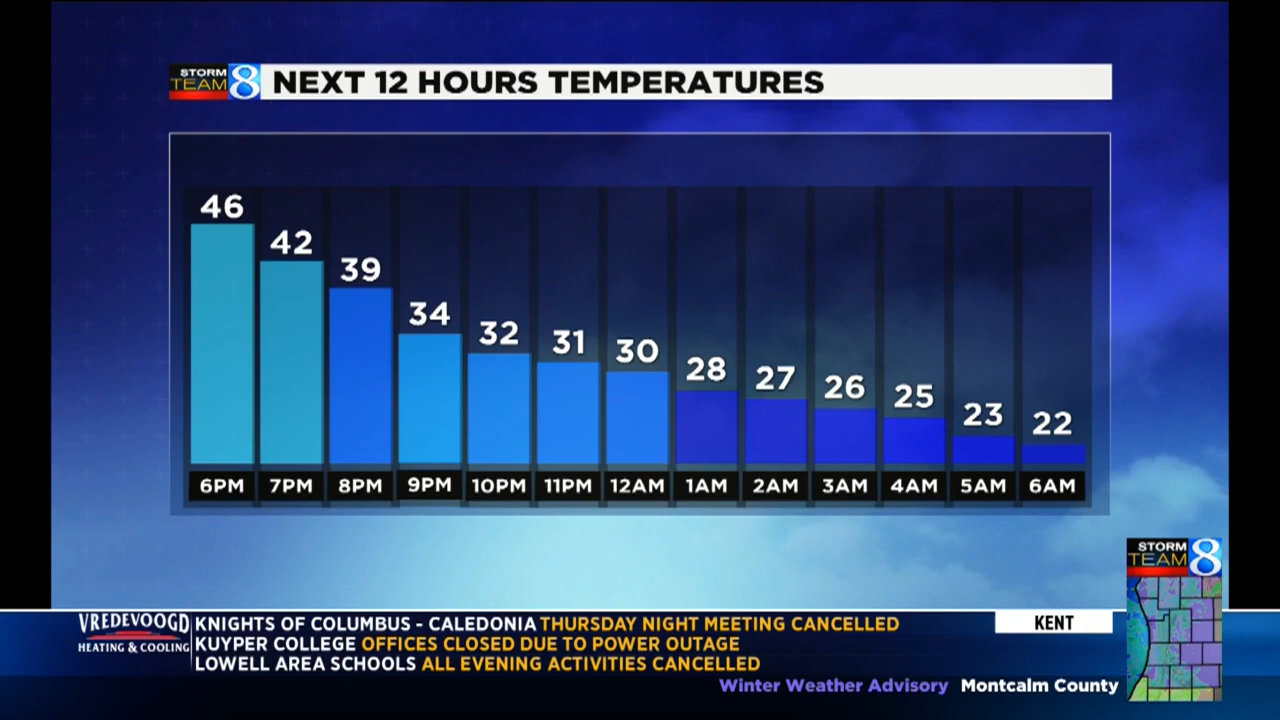 STORM TEAM 8 NEXT 12 HOURS TEMPERATURES
46 42 39 34 32 31 30 28 27 26 25 23 22
6PM 7PM 8PM 9PM 10PM 11PM 12AM 1AM 2AM 3AM 4AM 5AM 6AM
STORM TEAM 8
VREDEVOOGD HEATING & COOLING
KNIGHTS OF COLUMBUS - CALEDONIA THURSDAY NIGHT MEETING CANCELLED
KENT
KUYPER COLLEGE OFFICES CLOSED DUE TO POWER OUTAGE
LOWELL AREA SCHOOLS ALL EVENING ACTIVITIES CANCELLED
Winter Weather Advisory Montcalm County